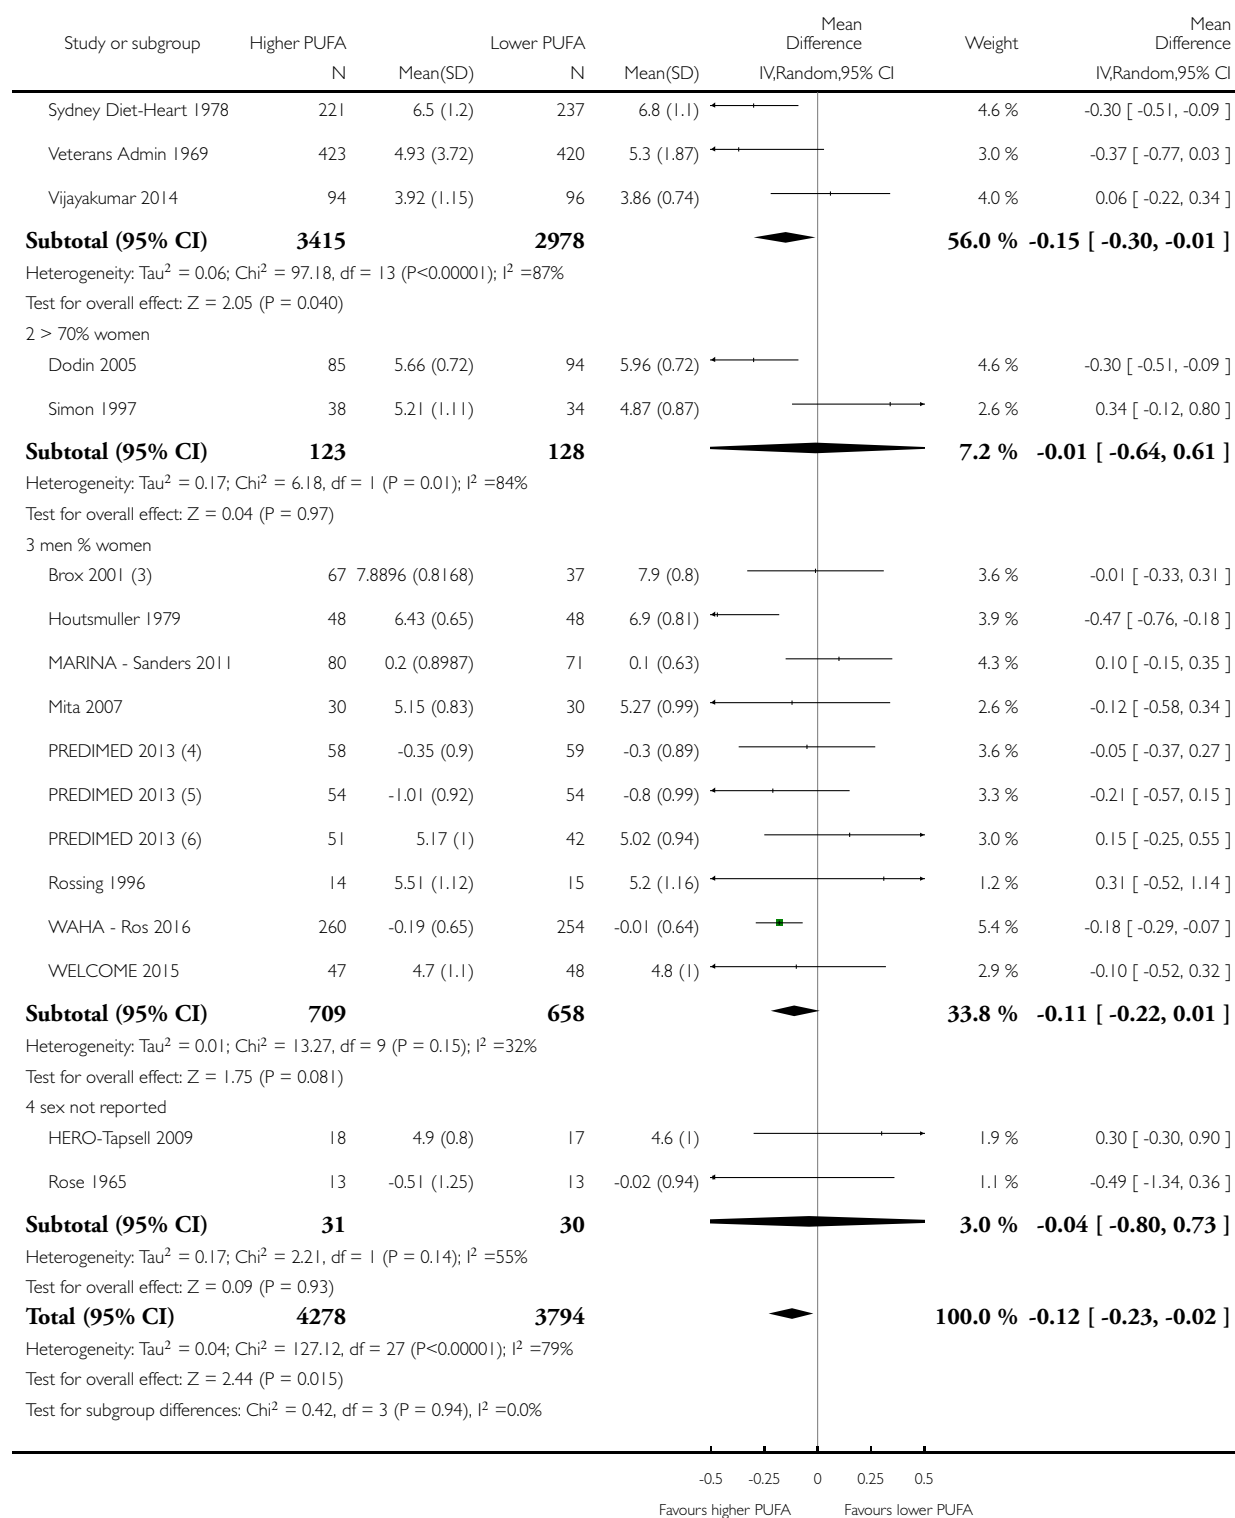 Mean Mean
Study or subgroup Higher PUFA Lower PUFA Difference Weight Difference
N Mean(SD) N Mean(SD) IV,Random,95% CI IV,Random,95% CI
Sydney Diet-Heart 1978 221 6.5 (1.2) 237 6.8 (1.1) 4.6 % -0.30 [ -0.51, -0.09 ]
Veterans Admin 1969 423 4.93 (3.72) 420 5.3 (1.87) 3.0 % -0.37 [ -0.77, 0.03 ]
Vijayakumar 2014 94 3.92 (1.15) 96 3.86 (0.74) 4.0 % 0.06 [ -0.22, 0.34 ]
Subtotal (95% CI) 3415 2978 56.0 % -0.15 [ -0.30, -0.01 ]
Heterogeneity: Tau² = 0.06; Chi² = 97.18, df = 13 (P<0.00001); I² =87%
Test for overall effect: Z = 2.05 (P = 0.040)
2 > 70% women
Dodin 2005 85 5.66 (0.72) 94 5.96 (0.72) 4.6 % -0.30 [ -0.51, -0.09 ]
Simon 1997 38 5.21 (1.11) 34 4.87 (0.87) 2.6 % 0.34 [ -0.12, 0.80 ]
Subtotal (95% CI) 123 128 7.2 % -0.01 [ -0.64, 0.61 ]
Heterogeneity: Tau² = 0.17; Chi² = 6.18, df = 1 (P = 0.01); I² =84%
Test for overall effect: Z = 0.04 (P = 0.97)
3 men % women
Brox 2001 (3) 67 7.8896 (0.8168) 37 7.9 (0.8) 3.6 % -0.01 [ -0.33, 0.31 ]
Houtsmuller 1979 48 6.43 (0.65) 48 6.9 (0.81) 3.9 % -0.47 [ -0.76, -0.18 ]
MARINA - Sanders 2011 80 0.2 (0.8987) 71 0.1 (0.63) 4.3 % 0.10 [ -0.15, 0.35 ]
Mita 2007 30 5.15 (0.83) 30 5.27 (0.99) 2.6 % -0.12 [ -0.58, 0.34 ]
PREDIMED 2013 (4) 58 -0.35 (0.9) 59 -0.3 (0.89) 3.6 % -0.05 [ -0.37, 0.27 ]
PREDIMED 2013 (5) 54 -1.01 (0.92) 54 -0.8 (0.99) 3.3 % -0.21 [ -0.57, 0.15 ]
PREDIMED 2013 (6) 51 5.17 (1) 42 5.02 (0.94) 3.0 % 0.15 [ -0.25, 0.55 ]
Rossing 1996 14 5.51 (1.12) 15 5.2 (1.16) 1.2 % 0.31 [ -0.52, 1.14 ]
WAHA - Ros 2016 260 -0.19 (0.65) 254 -0.01 (0.64) 5.4 % -0.18 [ -0.29, -0.07 ]
WELCOME 2015 47 4.7 (1.1) 48 4.8 (1) 2.9 % -0.10 [ -0.52, 0.32 ]
Subtotal (95% CI) 709 658 33.8 % -0.11 [ -0.22, 0.01 ]
Heterogeneity: Tau² = 0.01; Chi² = 13.27, df = 9 (P = 0.15); I² =32%
Test for overall effect: Z = 1.75 (P = 0.081)
4 sex not reported
HERO-Tapsell 2009 18 4.9 (0.8) 17 4.6 (1) 1.9 % 0.30 [ -0.30, 0.90 ]
Rose 1965 13 -0.51 (1.25) 13 -0.02 (0.94) 1.1 % -0.49 [ -1.34, 0.36 ]
Subtotal (95% CI) 31 30 3.0 % -0.04 [ -0.80, 0.73 ]
Heterogeneity: Tau² = 0.17; Chi² = 2.21, df = 1 (P = 0.14); I² =55%
Test for overall effect: Z = 0.09 (P = 0.93)
Total (95% CI) 4278 3794 100.0 % -0.12 [ -0.23, -0.02 ]
Heterogeneity: Tau² = 0.04; Chi² = 127.12, df = 27 (P<0.00001); I² =79%
Test for overall effect: Z = 2.44 (P = 0.015)
Test for subgroup differences: Chi² = 0.42, df = 3 (P = 0.94), I² =0.0%
-0.5 -0.25 0 0.25 0.5
Favours higher PUFA Favours lower PUFA